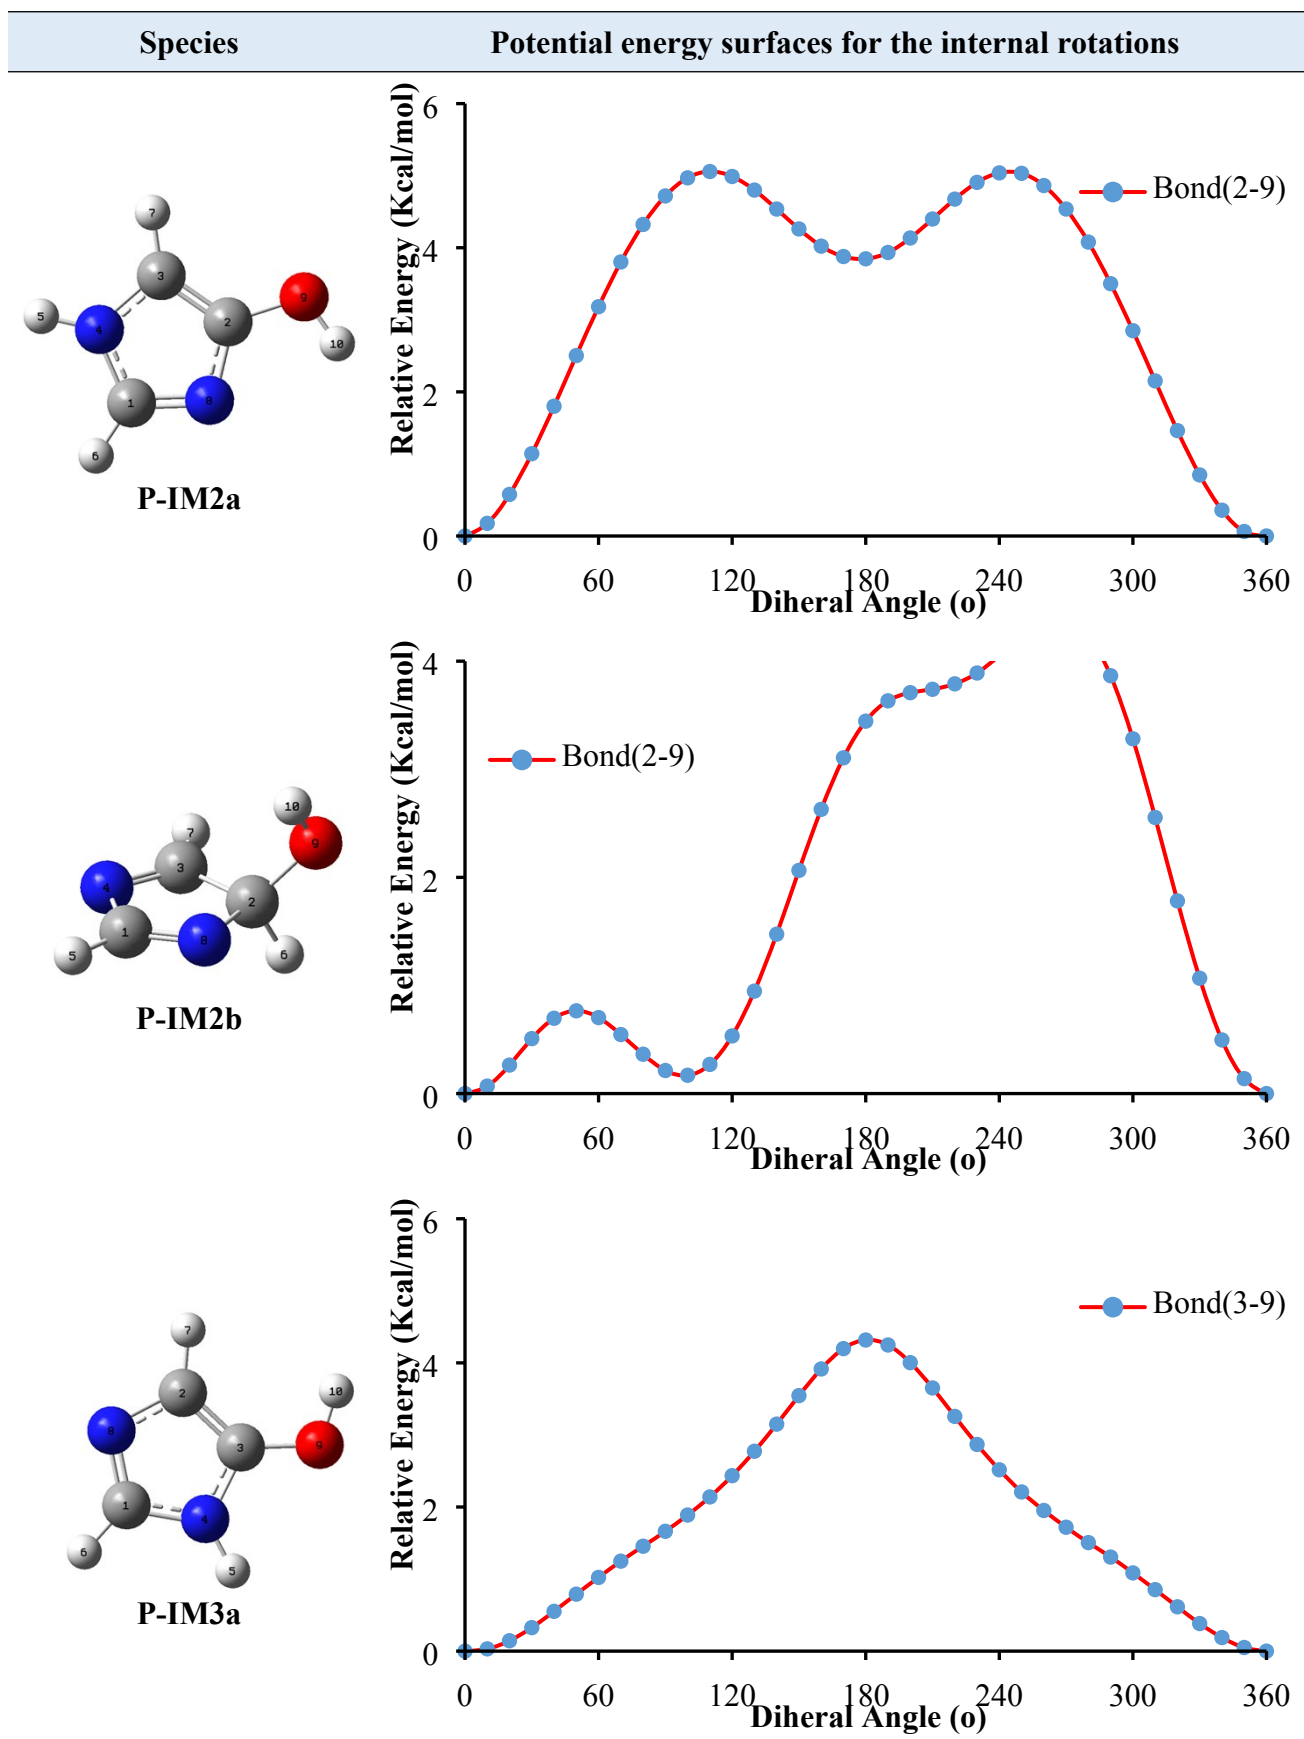 Species Potential energy surfaces for the internal rotations
Relative Energy (Kcal/mol)
6
4
2
0
Bond(2-9)
7
3
9
5
4
2
10
1
8
6
P-IM2a
0 60 120 180 240 300 360
Diheral Angle (o)
Relative Energy (Kcal/mol)
4
2
0
Bond(2-9)
10
7
9
3
4
2
1
8
5
6
P-IM2b
0 60 120 180 240 300 360
Diheral Angle (o)
Relative Energy (Kcal/mol)
6
4
2
0
Bond(3-9)
7
10
2
8
3
9
1
4
6
5
P-IM3a
0 60 120 180 240 300 360
Diheral Angle (o)